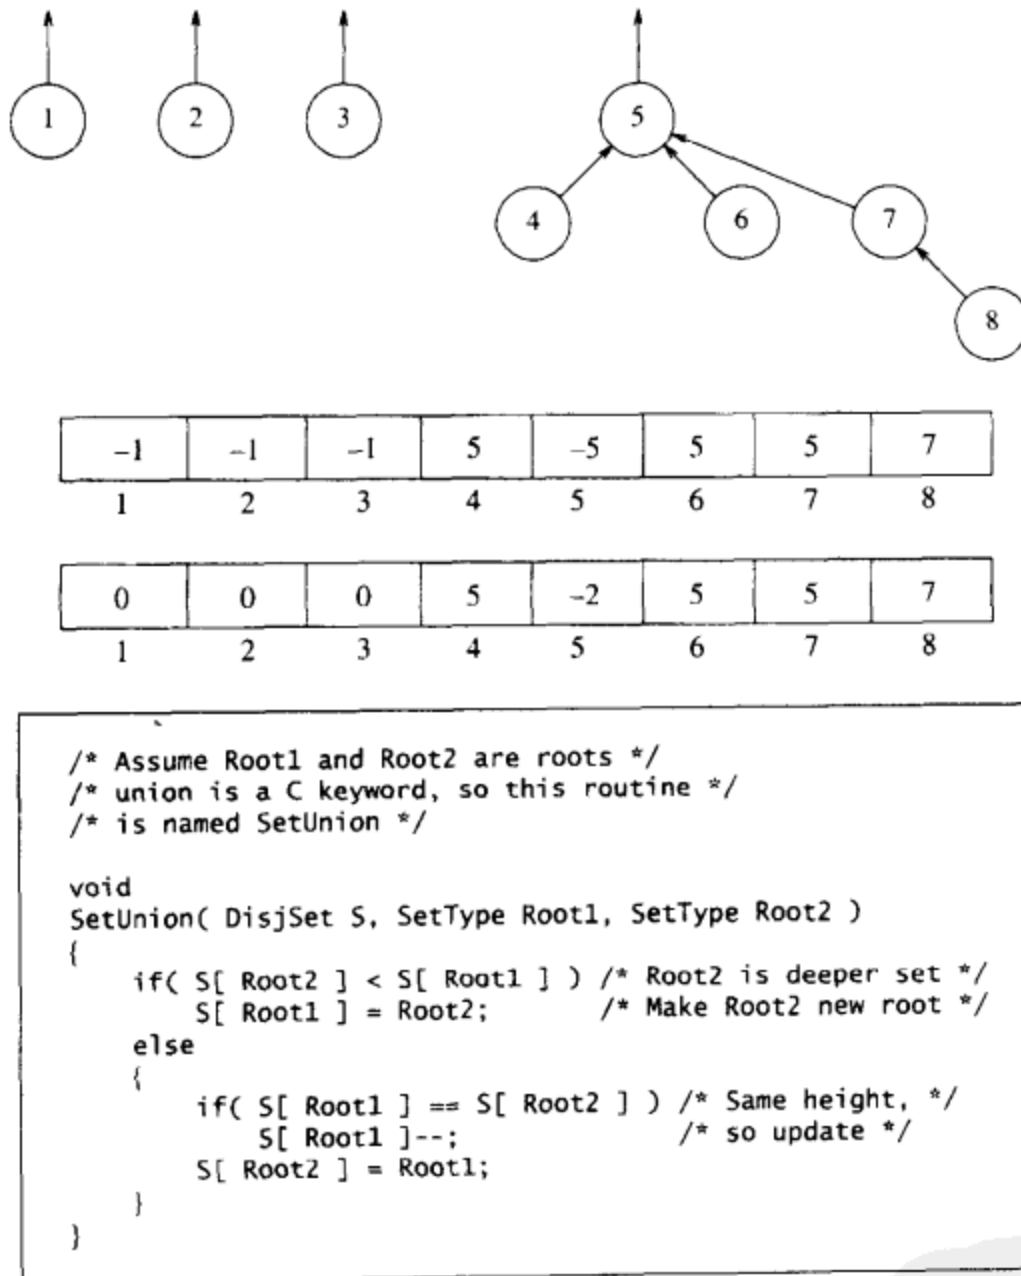 1 2 3 5
4 6 7
8
–1 –1 –1 5 –5 5 5 7
1 2 3 4 5 6 7 8
0 0 0 5 –2 5 5 7
1 2 3 4 5 6 7 8
/* Assume Root1 and Root2 are roots */
/* union is a C keyword, so this routine */
/* is named SetUnion */
void
SetUnion( DisjSet S, SetType Root1, SetType Root2 )
{
if( S[ Root2 ] < S[ Root1 ] ) /* Root2 is deeper set */
S[ Root1 ] = Root2; /* Make Root2 new root */
else
{
if( S[ Root1 ] == S[ Root2 ] ) /* Same height, */
S[ Root1 ]--; /* so update */
S[ Root2 ] = Root1;
}
}